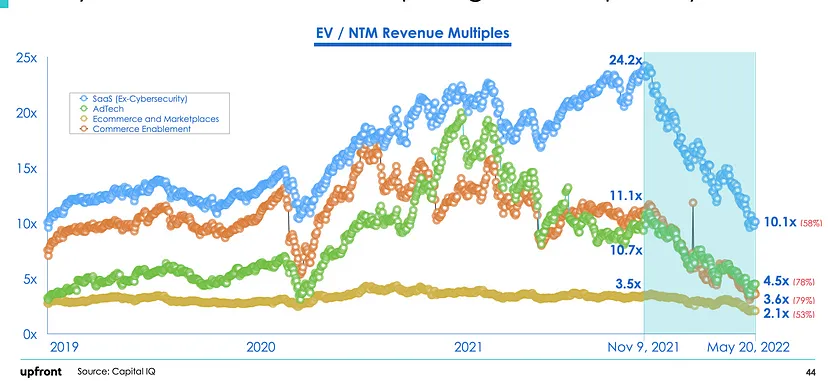 EV / NTM Revenue Multiples
25x
20x
15x
10x
5x
0x
SaaS (Ex-Cybersecurity)
AdTech
Ecommerce and Marketplaces
Commerce Enablement
24.2x
11.1x
10.7x
3.5x
10.1x (58%)
4.5x (78%)
3.6x (79%)
2.1x (53%)
2019 2020 2021 Nov 9, 2021 May 20, 2022
upfront Source: Capital IQ 44